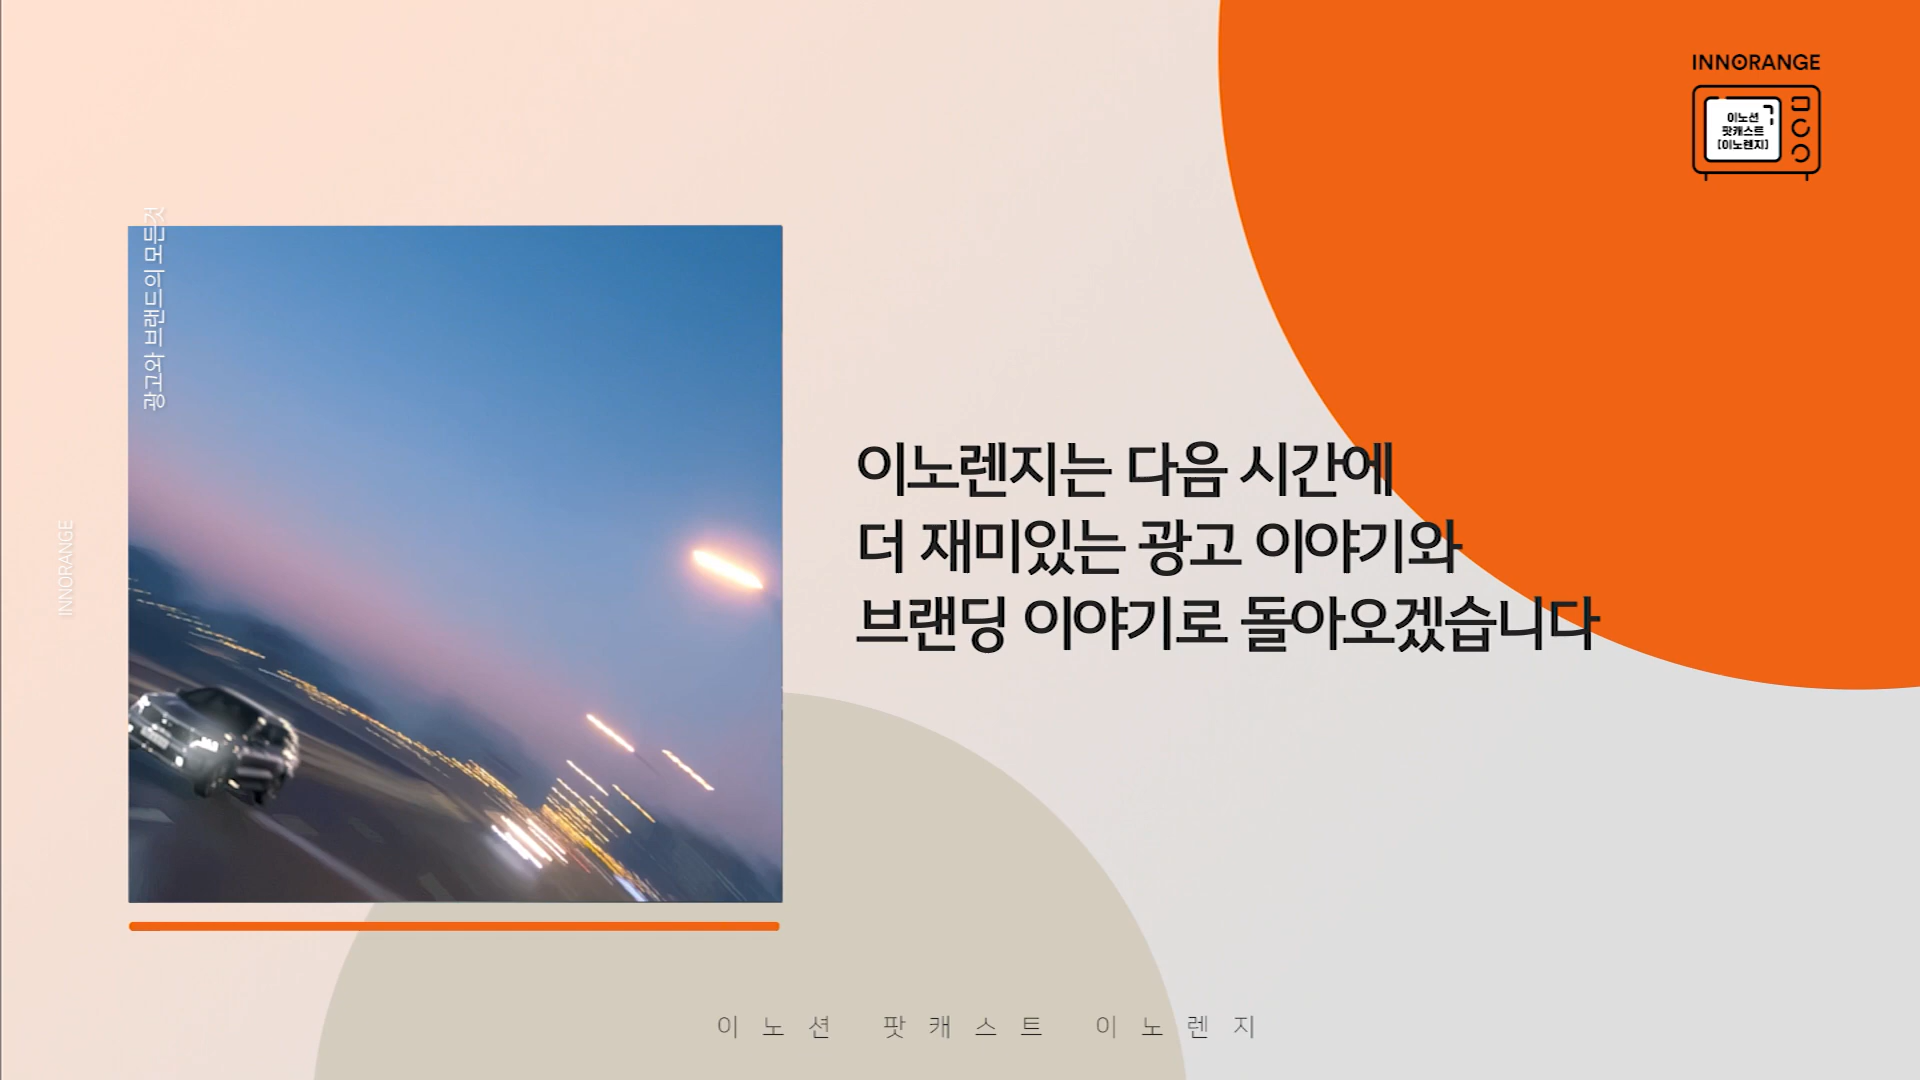 INNORANGE
이노션
팟캐스트
[이노렌지]
광고와 브랜드의 모든것
INNORANGE
이노렌지는 다음 시간에
더 재미있는 광고 이야기와
브랜딩 이야기로 돌아오겠습니다
이노션 팟캐스트 이노렌지